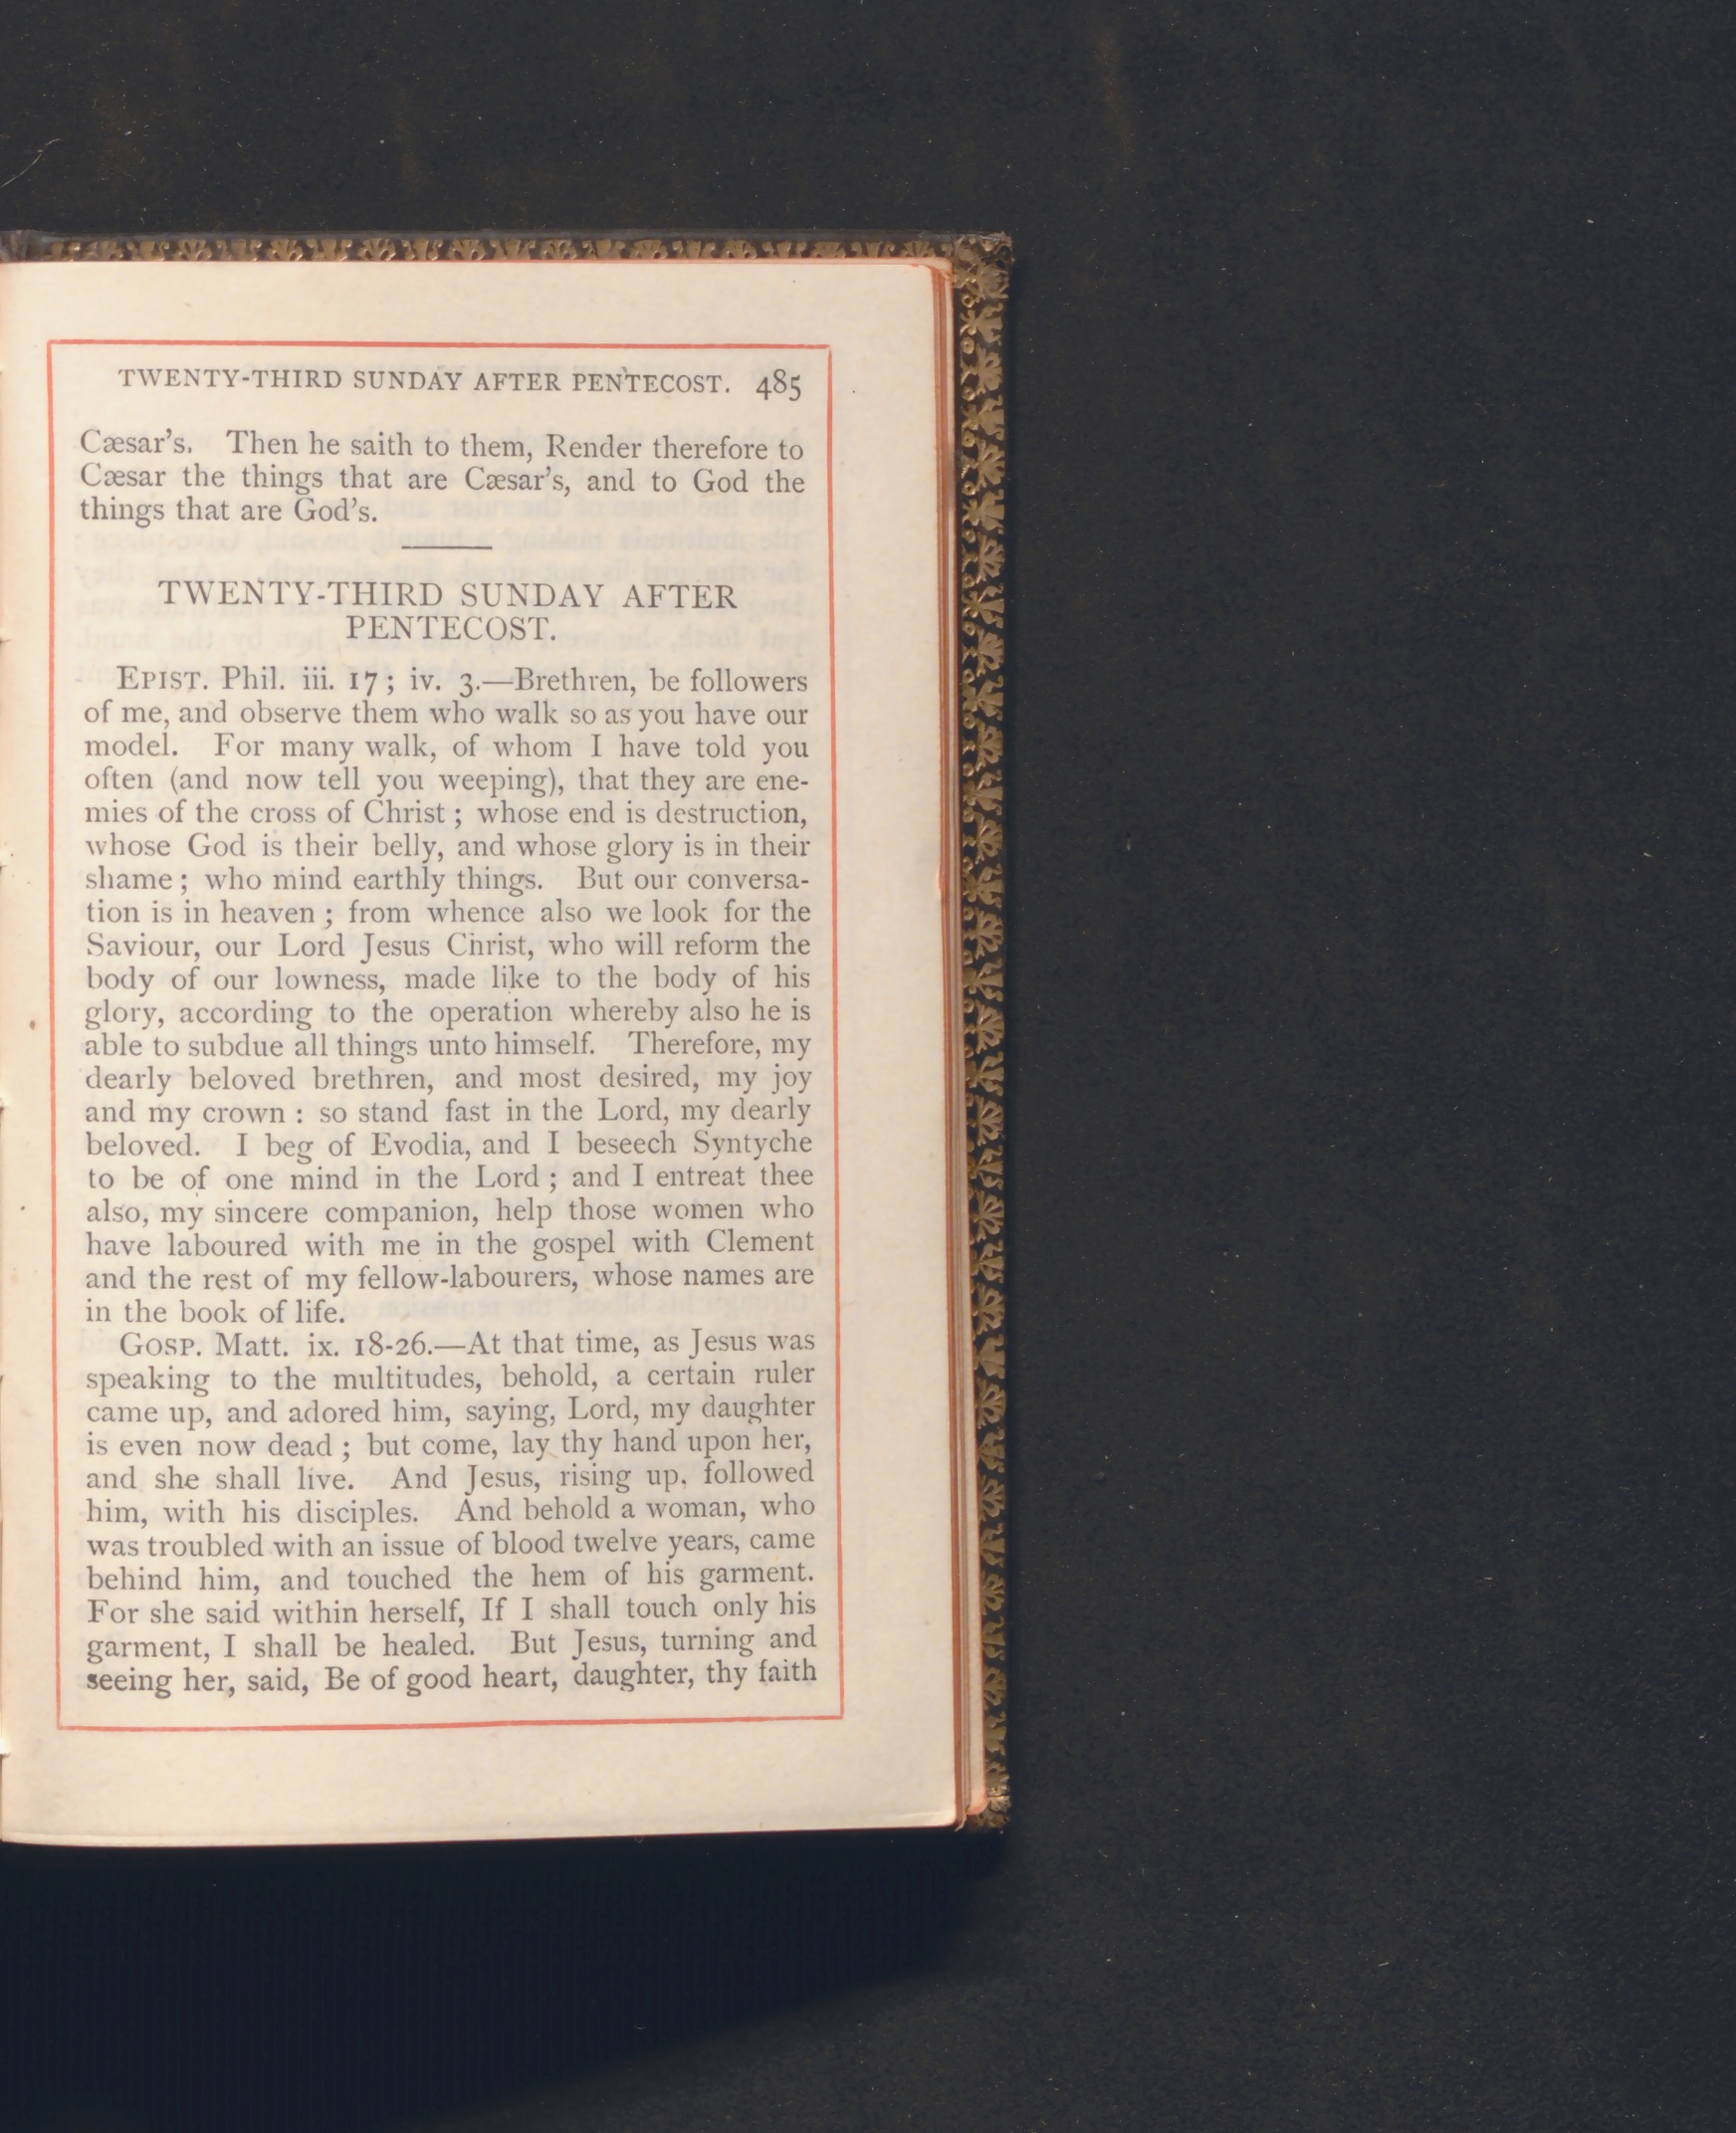 TWENTY-THIRD SUNDAY AFTER PENTECOST. 485
Cæsar's. Then he saith to them, Render therefore to
Cæsar the things that are Cæsar's, and to God the
things that are God's.
TWENTY-THIRD SUNDAY AFTER
PENTECOST.
EPIST. Phil. iii. 17; iv. 3.—Brethren, be followers
of me, and observe them who walk so as you have our
model. For many walk, of whom I have told you
often (and now tell you weeping), that they are ene-
mies of the cross of Christ; whose end is destruction,
whose God is their belly, and whose glory is in their
shame; who mind earthly things. But our conversa-
tion is in heaven; from whence also we look for the
Saviour, our Lord Jesus Christ, who will reform the
body of our lowness, made like to the body of his
glory, according to the operation whereby also he is
able to subdue all things unto himself. Therefore, my
dearly beloved brethren, and most desired, my joy
and my crown: so stand fast in the Lord, my dearly
beloved. I beg of Evodia, and I beseech Syntyche
to be of one mind in the Lord; and I entreat thee
also, my sincere companion, help those women who
have laboured with me in the gospel with Clement
and the rest of my fellow-labourers, whose names are
in the book of life.
GOSP. Matt. ix. 18-26.—At that time, as Jesus was
speaking to the multitudes, behold, a certain ruler
came up, and adored him, saying, Lord, my daughter
is even now dead; but come, lay thy hand upon her,
and she shall live. And Jesus, rising up, followed
him, with his disciples. And behold a woman, who
was troubled with an issue of blood twelve years, came
behind him, and touched the hem of his garment.
For she said within herself, If I shall touch only his
garment, I shall be healed. But Jesus, turning and
seeing her, said, Be of good heart, daughter, thy faith